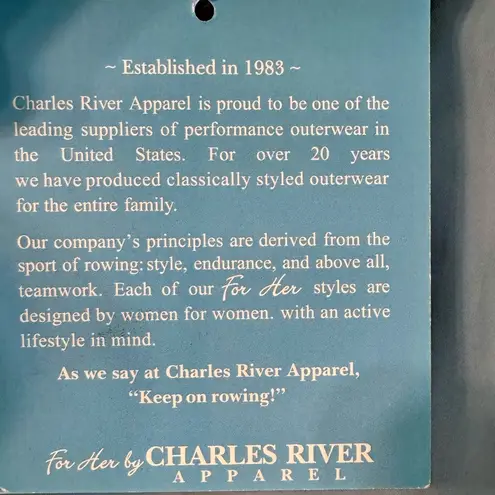 ~ Established in 1983 ~
Charles River Apparel is proud to be one of the
leading suppliers of performance outerwear in
the United States. For over 20 years
we have produced classically styled outerwear
for the entire family.
Our company's principles are derived from the
sport of rowing: style, endurance, and above all,
teamwork. Each of our For Her styles are
designed by women for women. with an active
lifestyle in mind.
As we say at Charles River Apparel,
"Keep on rowing!"
For Her by CHARLES RIVER
APPAREL